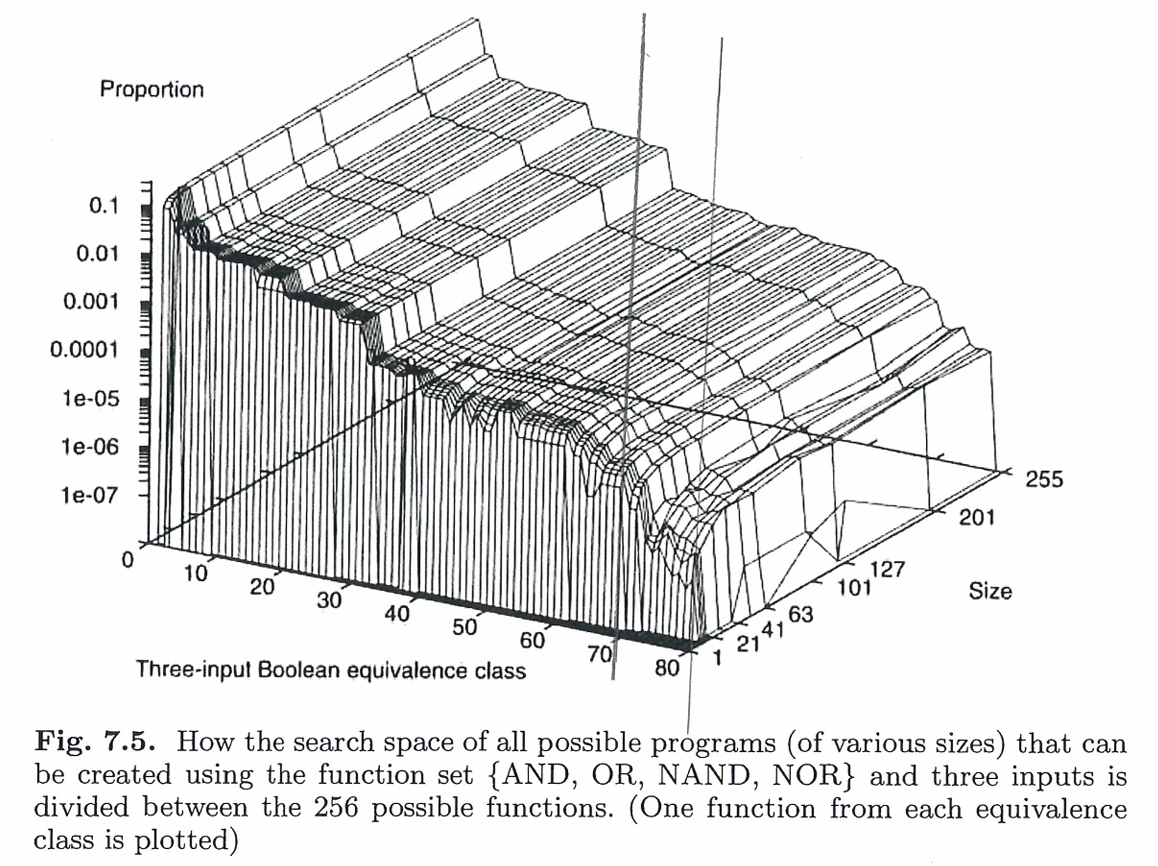 Proportion
0.1
0.01
0.001
0.0001
1e-05
1e-06
1e-07
0
10
20
30
40
50
60
70
80
1
21
41
63
101
127
201
255
Size
Three-input Boolean equivalence class
Fig. 7.5. How the search space of all possible programs (of various sizes) that can
be created using the function set {AND, OR, NAND, NOR} and three inputs is
divided between the 256 possible functions. (One function from each equivalence
class is plotted)